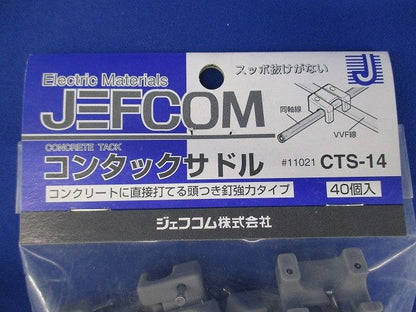 Electric Materials
スッポ抜けがない
J
JEFCOM
同軸線
VVF線
CONCRETE TACK
コンタックサドル #11021 CTS-14
コンクリートに直接打てる頭つき釘強力タイプ 40個入
ジェフコム株式会社